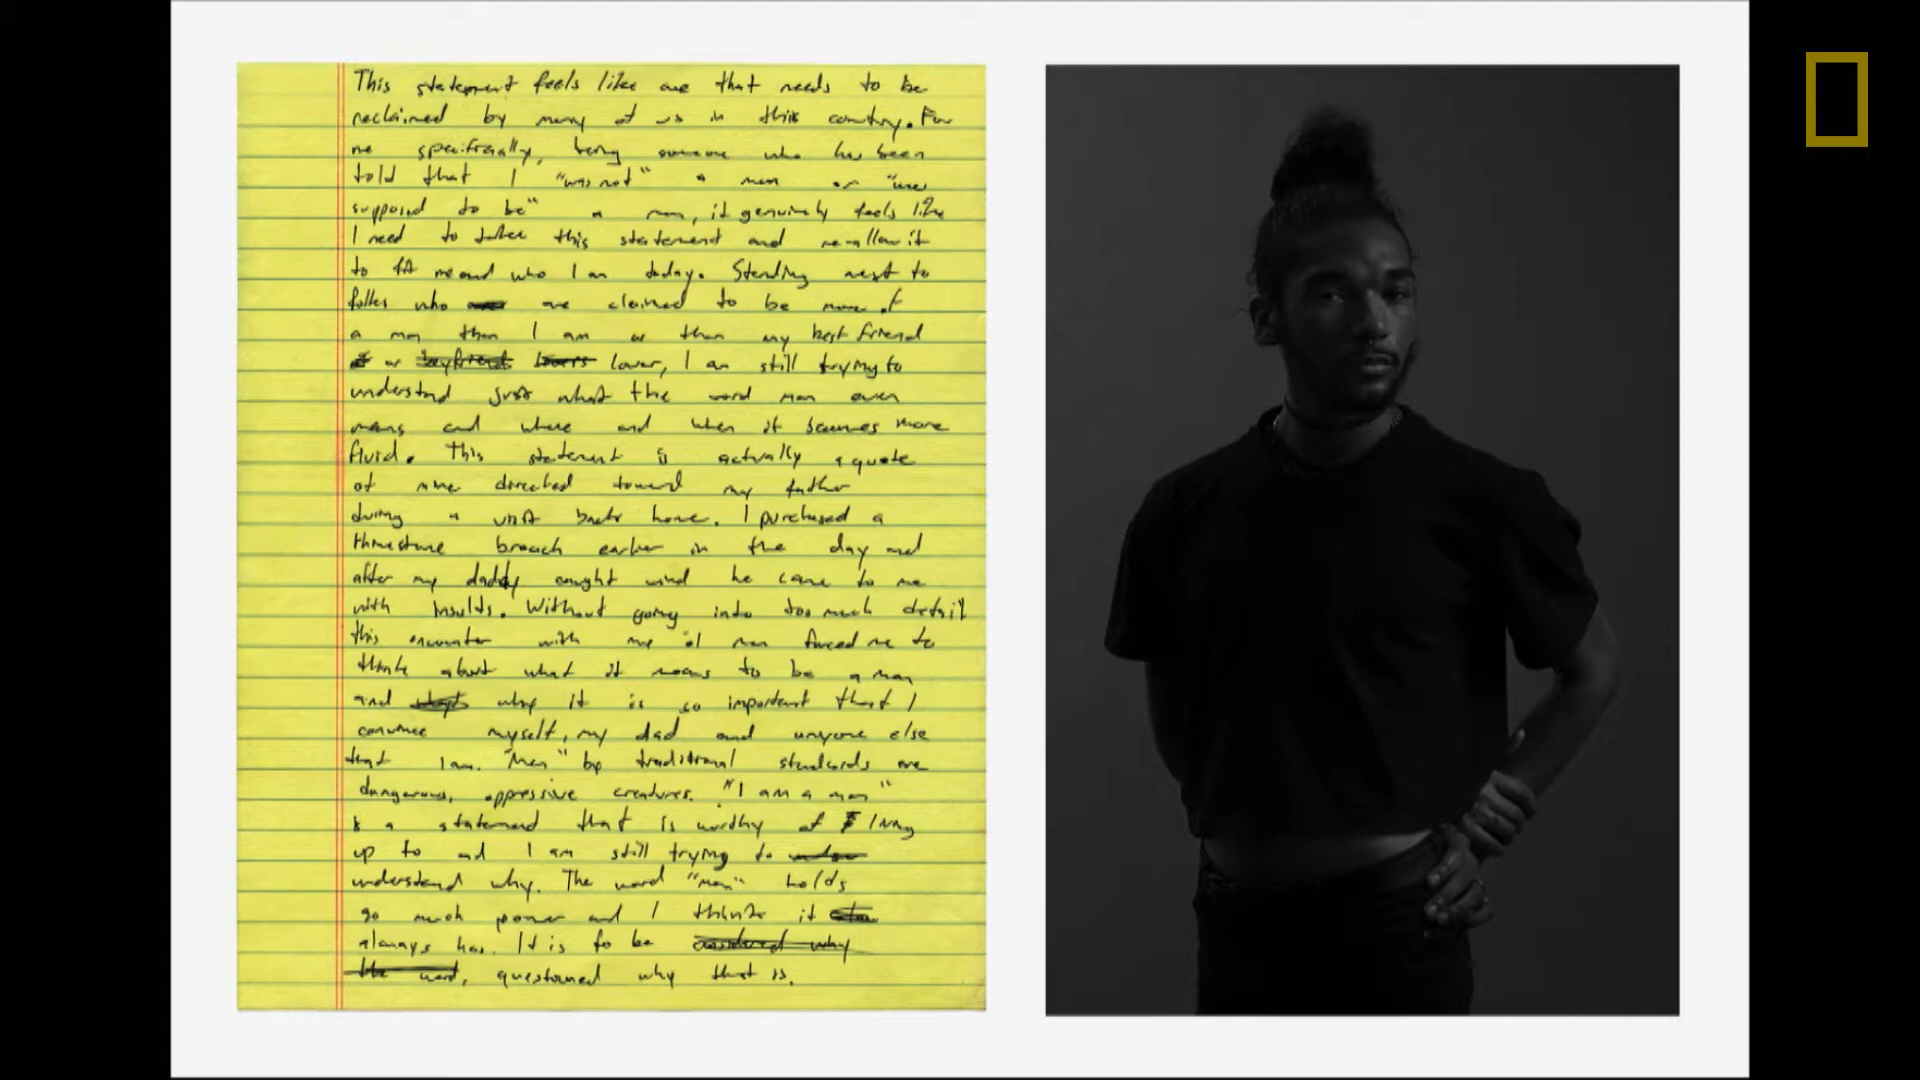 This statement feels like one that needs to be
reclaimed by many of us in this country. For
me specifically, being someone who has been
told that I "was not" a man or "was
supposed to be" a man, it genuinely feels like
I need to take this statement and re-allow it
to fit me and who I am today. Standing next to
folks who are claimed to be more of
a man than I am or than my best friend
or boyfriend lovers lover, I am still trying to
understand just what the word man even
means and where and when it becomes more
fluid. This statement is actually a quote
of mine directed toward my father
during a visit back home. I purchased a
rhinestone broach earlier in the day and
after my daddy caught wind he came to me
with insults. Without going into too much detail
this encounter with me ol man forced me to
think about what it means to be a man
and why it is so important that I
convince myself, my dad and anyone else
that I am. "Men" by traditional standards are
dangerous, oppressive creatures. "I am a man"
is a statement that is worthy of living
up to and I am still trying to
understand why. The word "man" holds
so much power and I think it
always has. It is to be considered why
the word, questioned why that is.